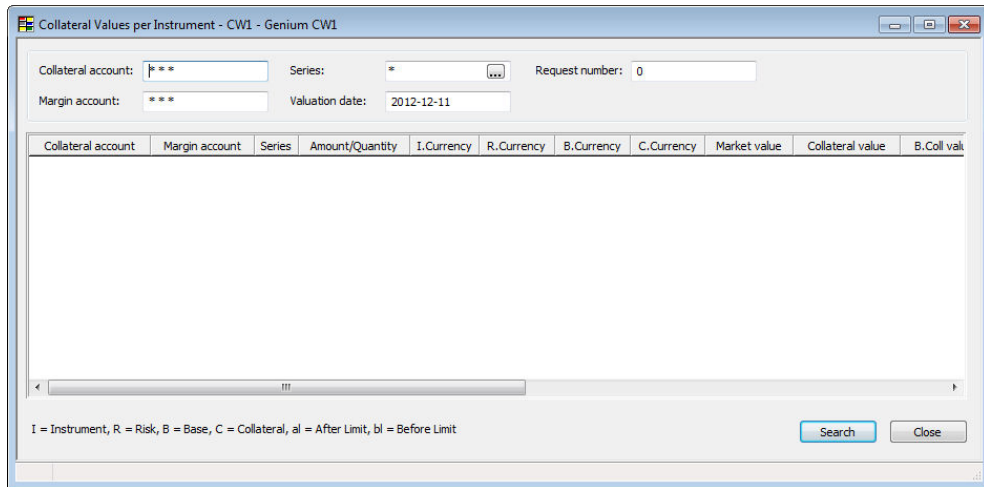 Collateral Values per Instrument - CW1 - Genium CW1
Collateral account: * * * Series: * ... Request number: 0
Margin account: * * * Valuation date: 2012-12-11
Collateral account Margin account Series Amount/Quantity I.Currency R.Currency B.Currency C.Currency Market value Collateral value B.Coll valu
I = Instrument, R = Risk, B = Base, C = Collateral, al = After Limit, bl = Before Limit Search Close